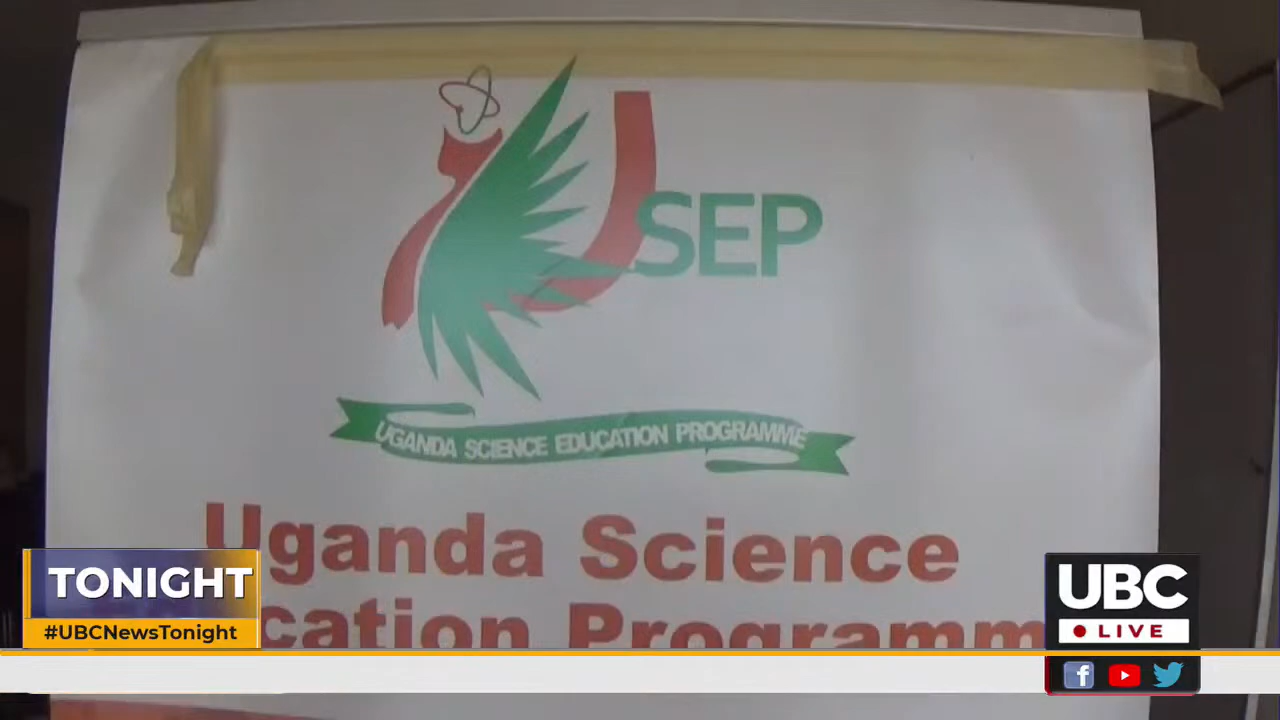 SEP
UGANDA SCIENCE EDUCATION PROGRAMME
Uganda Science
cation Programm
TONIGHT
#UBCNewsTonight
UBC
LIVE